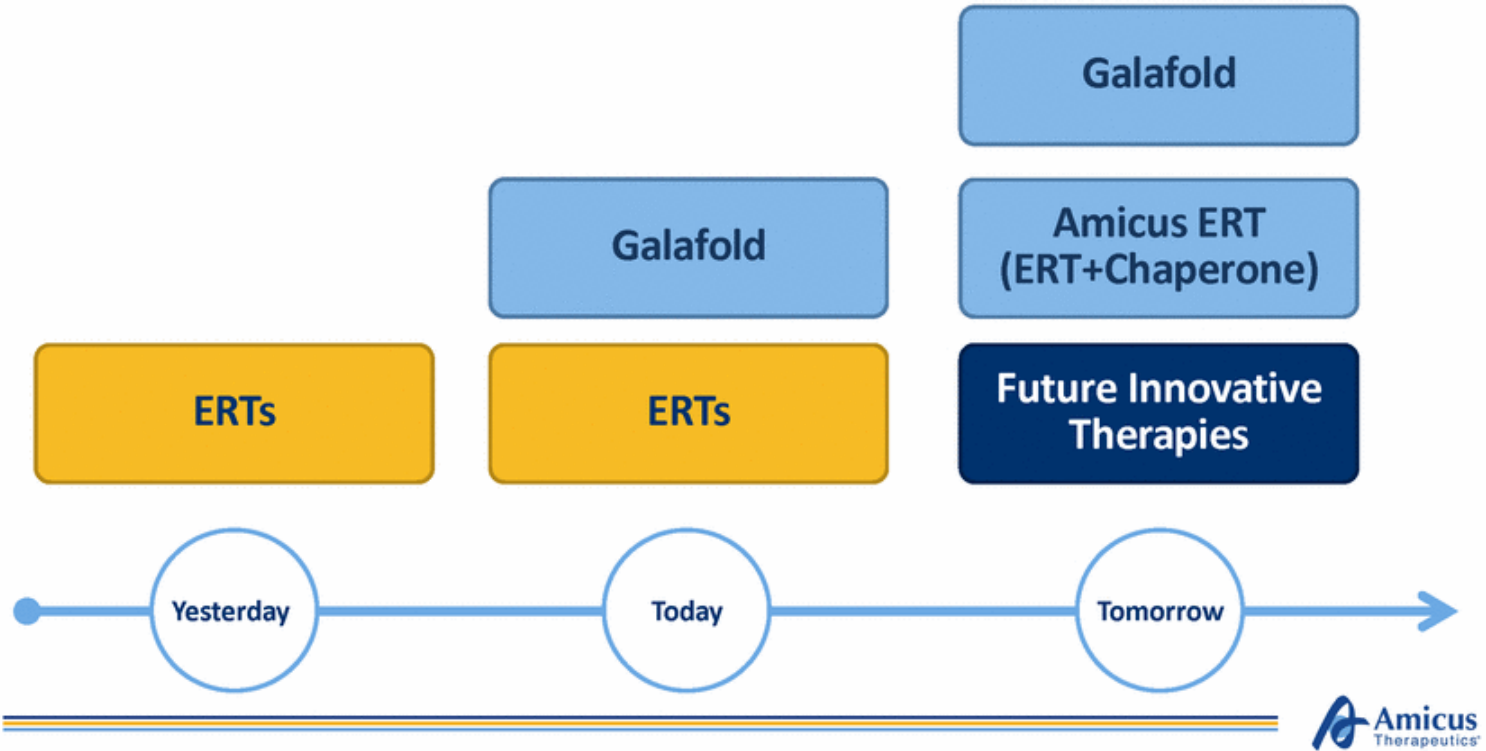 Galafold
Galafold
Amicus ERT
(ERT+Chaperone)
ERTs
ERTs
Future Innovative
Therapies
Yesterday
Today
Tomorrow
Amicus
Therapeutics